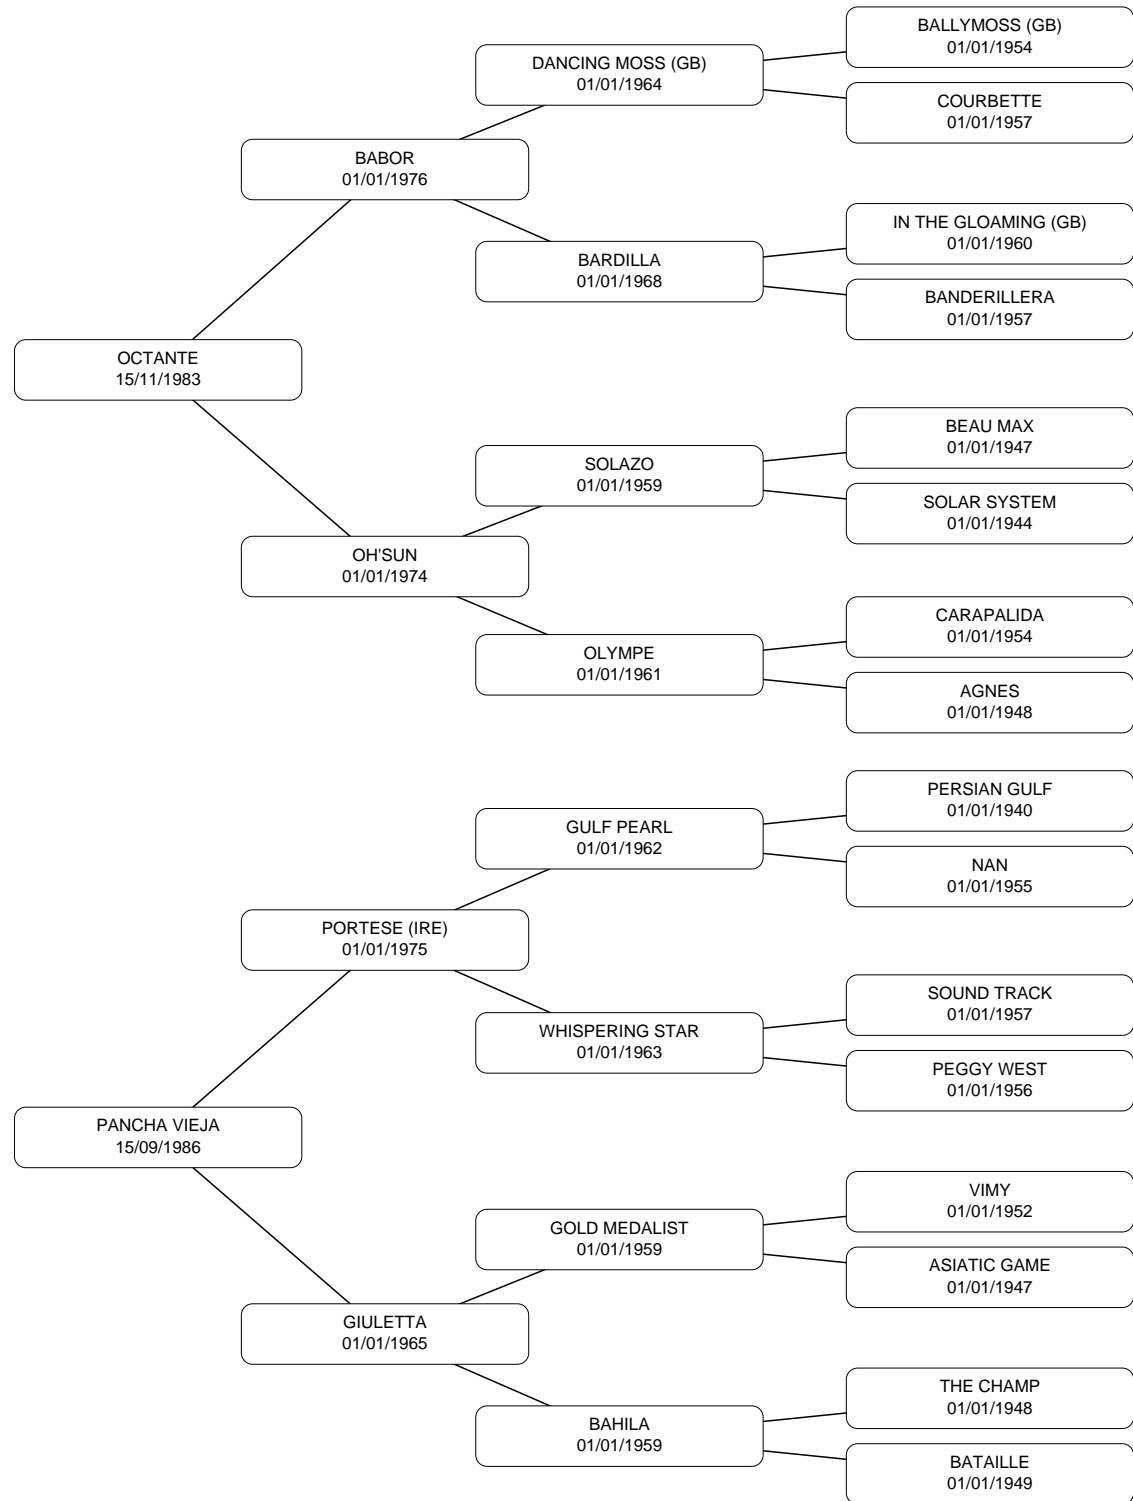 BALLYMOSS (GB)
01/01/1954
DANCING MOSS (GB)
01/01/1964
COURBETTE
01/01/1957
BABOR
01/01/1976
IN THE GLOAMING (GB)
01/01/1960
BARDILLA
01/01/1968
BANDERILLERA
01/01/1957
OCTANTE
15/11/1983
BEAU MAX
01/01/1947
SOLAZO
01/01/1959
SOLAR SYSTEM
01/01/1944
OH'SUN
01/01/1974
CARAPALIDA
01/01/1954
OLYMPE
01/01/1961
AGNES
01/01/1948
PERSIAN GULF
01/01/1940
GULF PEARL
01/01/1962
NAN
01/01/1955
PORTESE (IRE)
01/01/1975
SOUND TRACK
01/01/1957
WHISPERING STAR
01/01/1963
PEGGY WEST
01/01/1956
PANCHA VIEJA
15/09/1986
VIMY
01/01/1952
GOLD MEDALIST
01/01/1959
ASIATIC GAME
01/01/1947
GIULETTA
01/01/1965
THE CHAMP
01/01/1948
BAHILA
01/01/1959
BATAILLE
01/01/1949